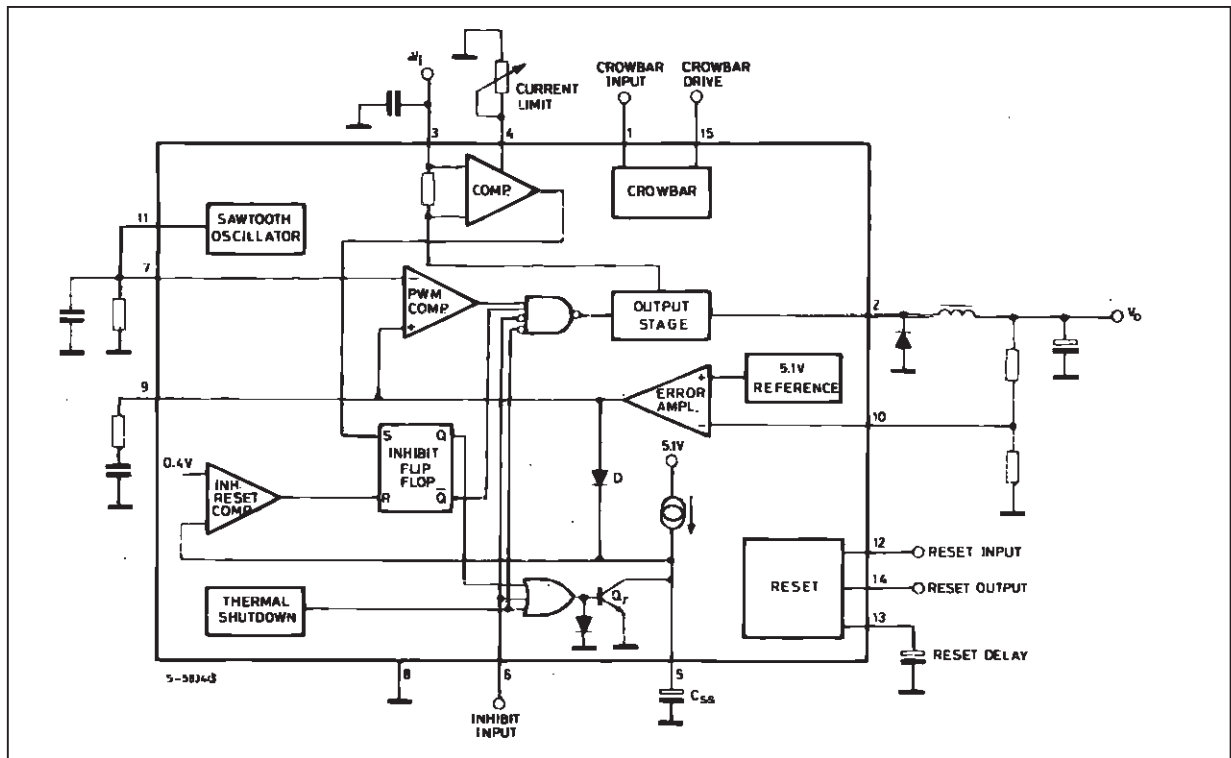 Vi
CURRENT
LIMIT
CROWBAR
INPUT
CROWBAR
DRIVE
3
4
1
15
COMP.
CROWBAR
11
SAWTOOTH
OSCILLATOR
7
−
PWM
COMP.
+
OUTPUT
STAGE
2
Vo
9
+
ERROR
AMPL.
−
5.1V
REFERENCE
10
0.4V
INH.
RESET
COMP.
S
Q
INHIBIT
FLIP
FLOP
R
Q̅
D
5.1V
THERMAL
SHUTDOWN
Qr
RESET
12
RESET INPUT
14
RESET OUTPUT
13
RESET DELAY
8
6
5
INHIBIT
INPUT
Css